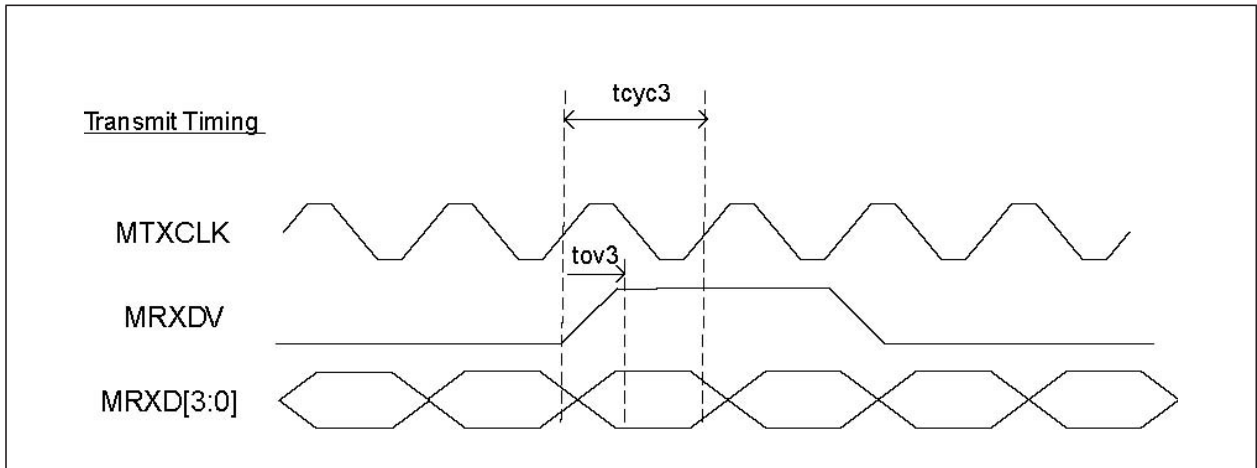 tcyc3
Transmit Timing
MTXCLK
tov3
MRXDV
MRXD[3:0]